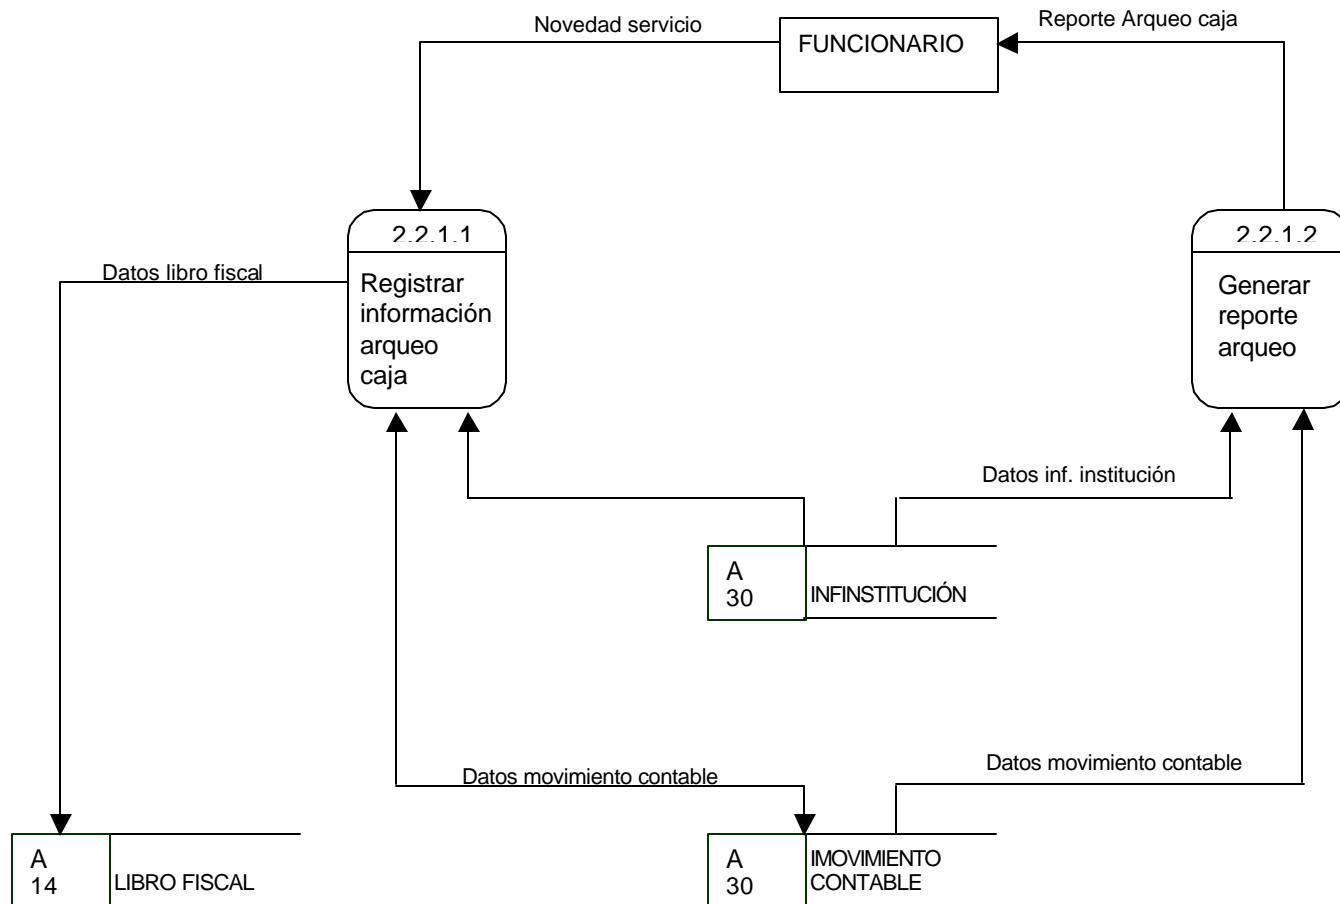 Novedad servicio
FUNCIONARIO
Reporte Arqueo caja
2.2.1.1
Registrar
información
arqueo
caja
2.2.1.2
Generar
reporte
arqueo
Datos libro fiscal
Datos inf. institución
A
30
INFINSTITUCIÓN
Datos movimiento contable
Datos movimiento contable
A
14
LIBRO FISCAL
A
30
IMOVIMIENTO
CONTABLE